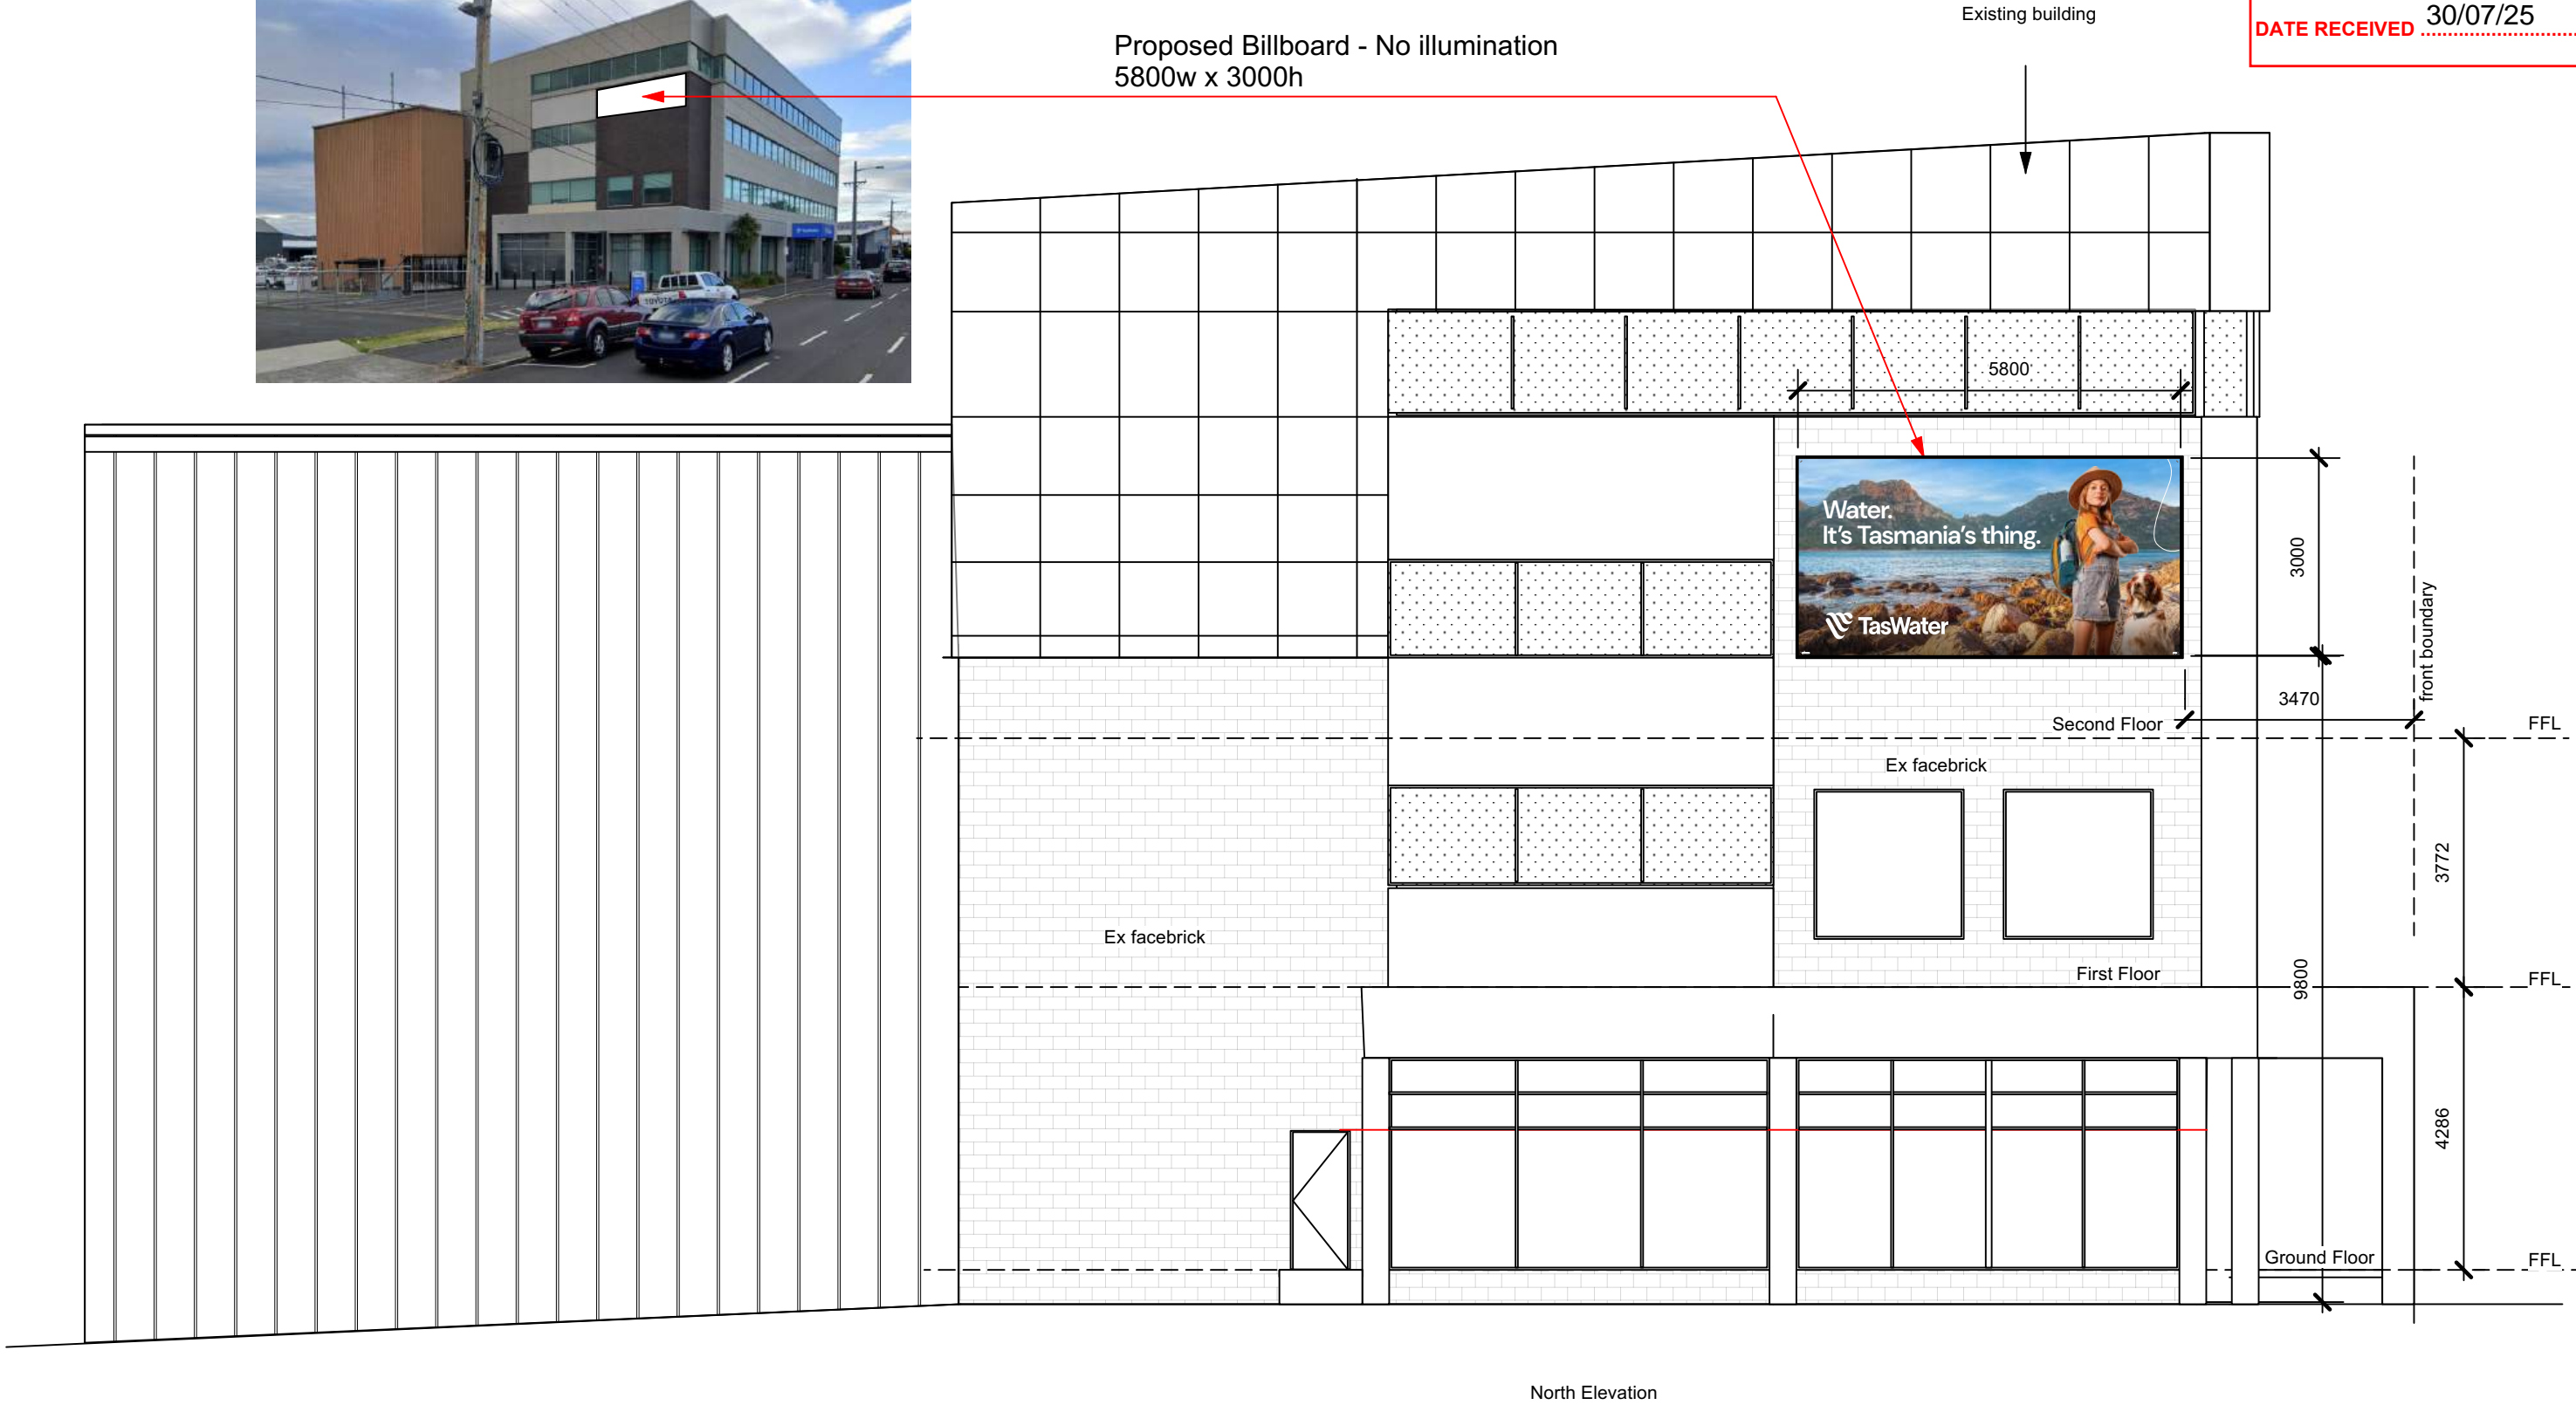 Existing building
DATE RECEIVED 30/07/25
Proposed Billboard - No illumination
5800w x 3000h
5800
Water.
It's Tasmania's thing.
TasWater
3000
front boundary
3470
Second Floor
FFL
Ex facebrick
3772
Ex facebrick
First Floor
FFL
9800
4286
Ground Floor
FFL
North Elevation